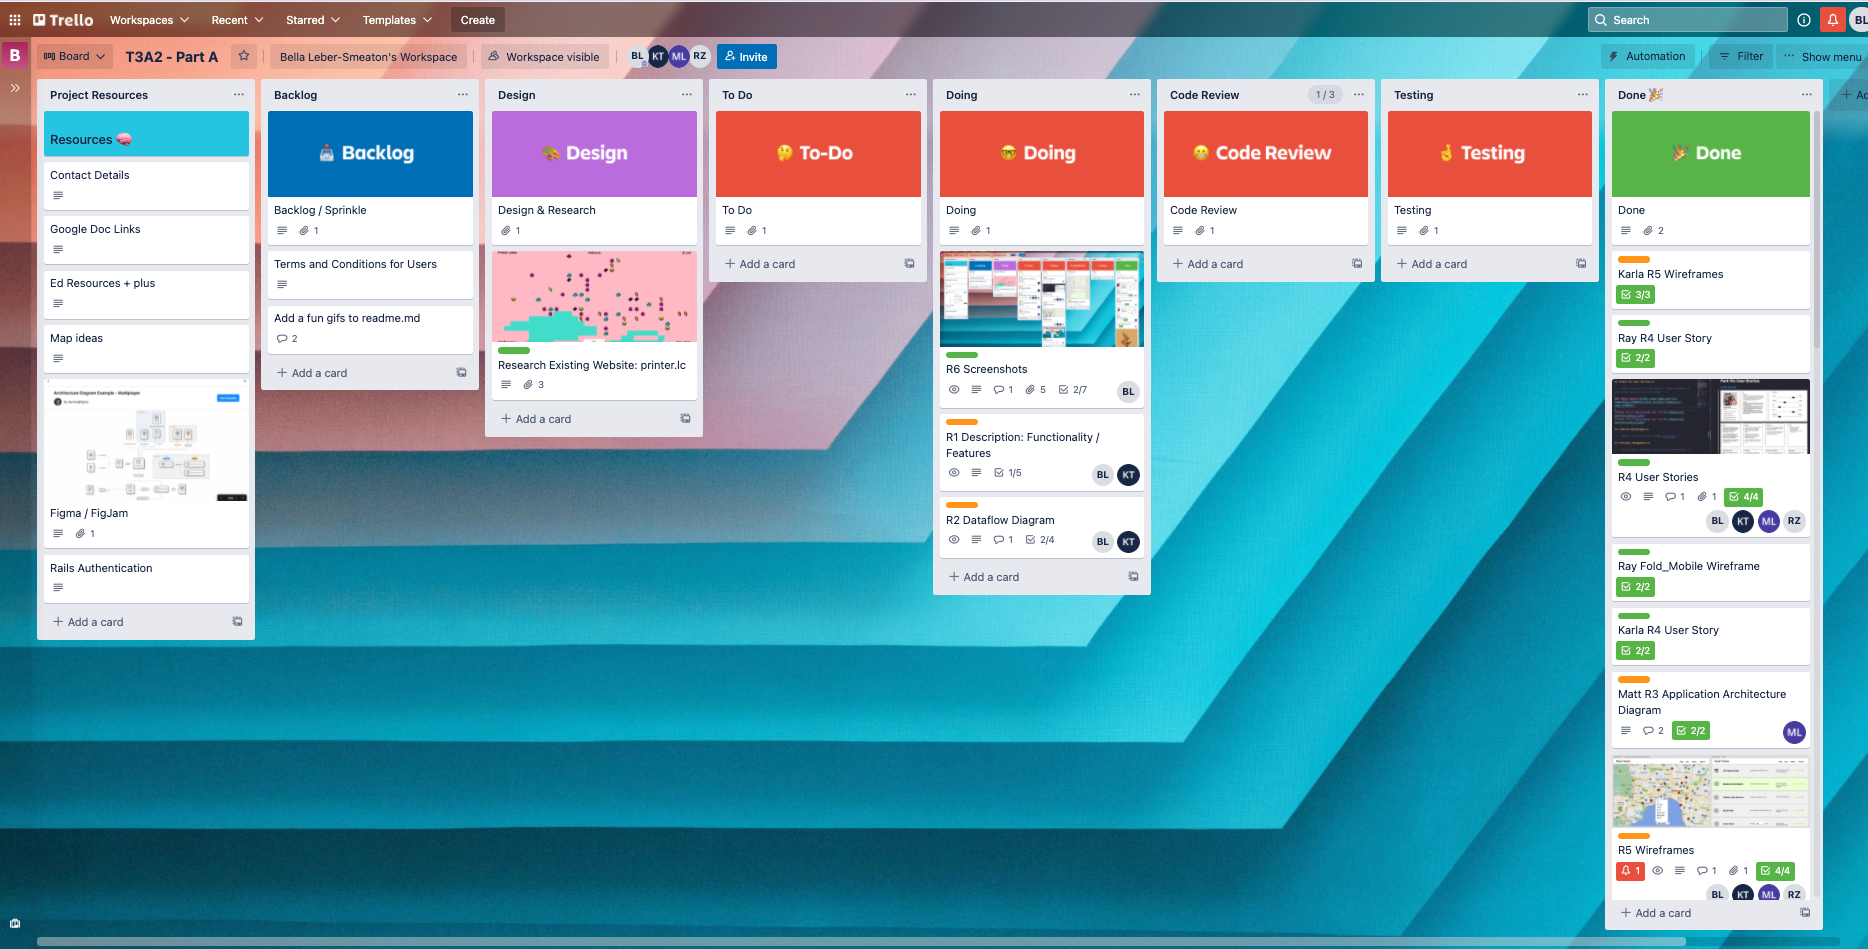 Trello
Workspaces
Recent
Starred
Templates
Create
Search
BL
B
Board
T3A2 - Part A
Bella Leber-Smeaton's Workspace
Workspace visible
BL
KT
ML
RZ
Invite
Automation
Filter
Show menu
Project Resources
Resources
Contact Details
Google Doc Links
Ed Resources + plus
Map ideas
Architecture Diagram Example - Multiplayer
Figma / FigJam
1
Rails Authentication
+ Add a card
Backlog
Backlog
Backlog / Sprinkle
1
Terms and Conditions for Users
Add a fun gifs to readme.md
2
+ Add a card
Design
Design
Design & Research
1
Research Existing Website: printer.lc
3
+ Add a card
To Do
To-Do
To Do
1
+ Add a card
Doing
Doing
Doing
1
R6 Screenshots
1 5 2/7
BL
R1 Description: Functionality /
Features
1/5
BL KT
R2 Dataflow Diagram
1 2/4
BL KT
+ Add a card
Code Review
1 / 3
Code Review
Code Review
1
+ Add a card
Testing
Testing
Testing
1
+ Add a card
Done
Done
Done
2
Karla R5 Wireframes
3/3
Ray R4 User Story
2/2
R4 User Stories
1 1 4/4
BL KT ML RZ
Ray Fold_Mobile Wireframe
2/2
Karla R4 User Story
2/2
Matt R3 Application Architecture
Diagram
2 2/2
ML
R5 Wireframes
1 1 1 4/4
BL KT ML RZ
+ Add a card